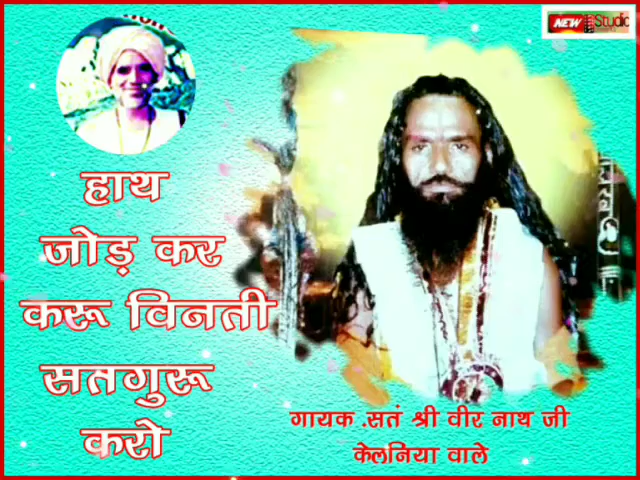 NEW Studio
हाथ
जोड़ कर
करू विनती
सतगुरू
करो
गायक .सतं श्री वीर नाथ जी
केलनिया वाले